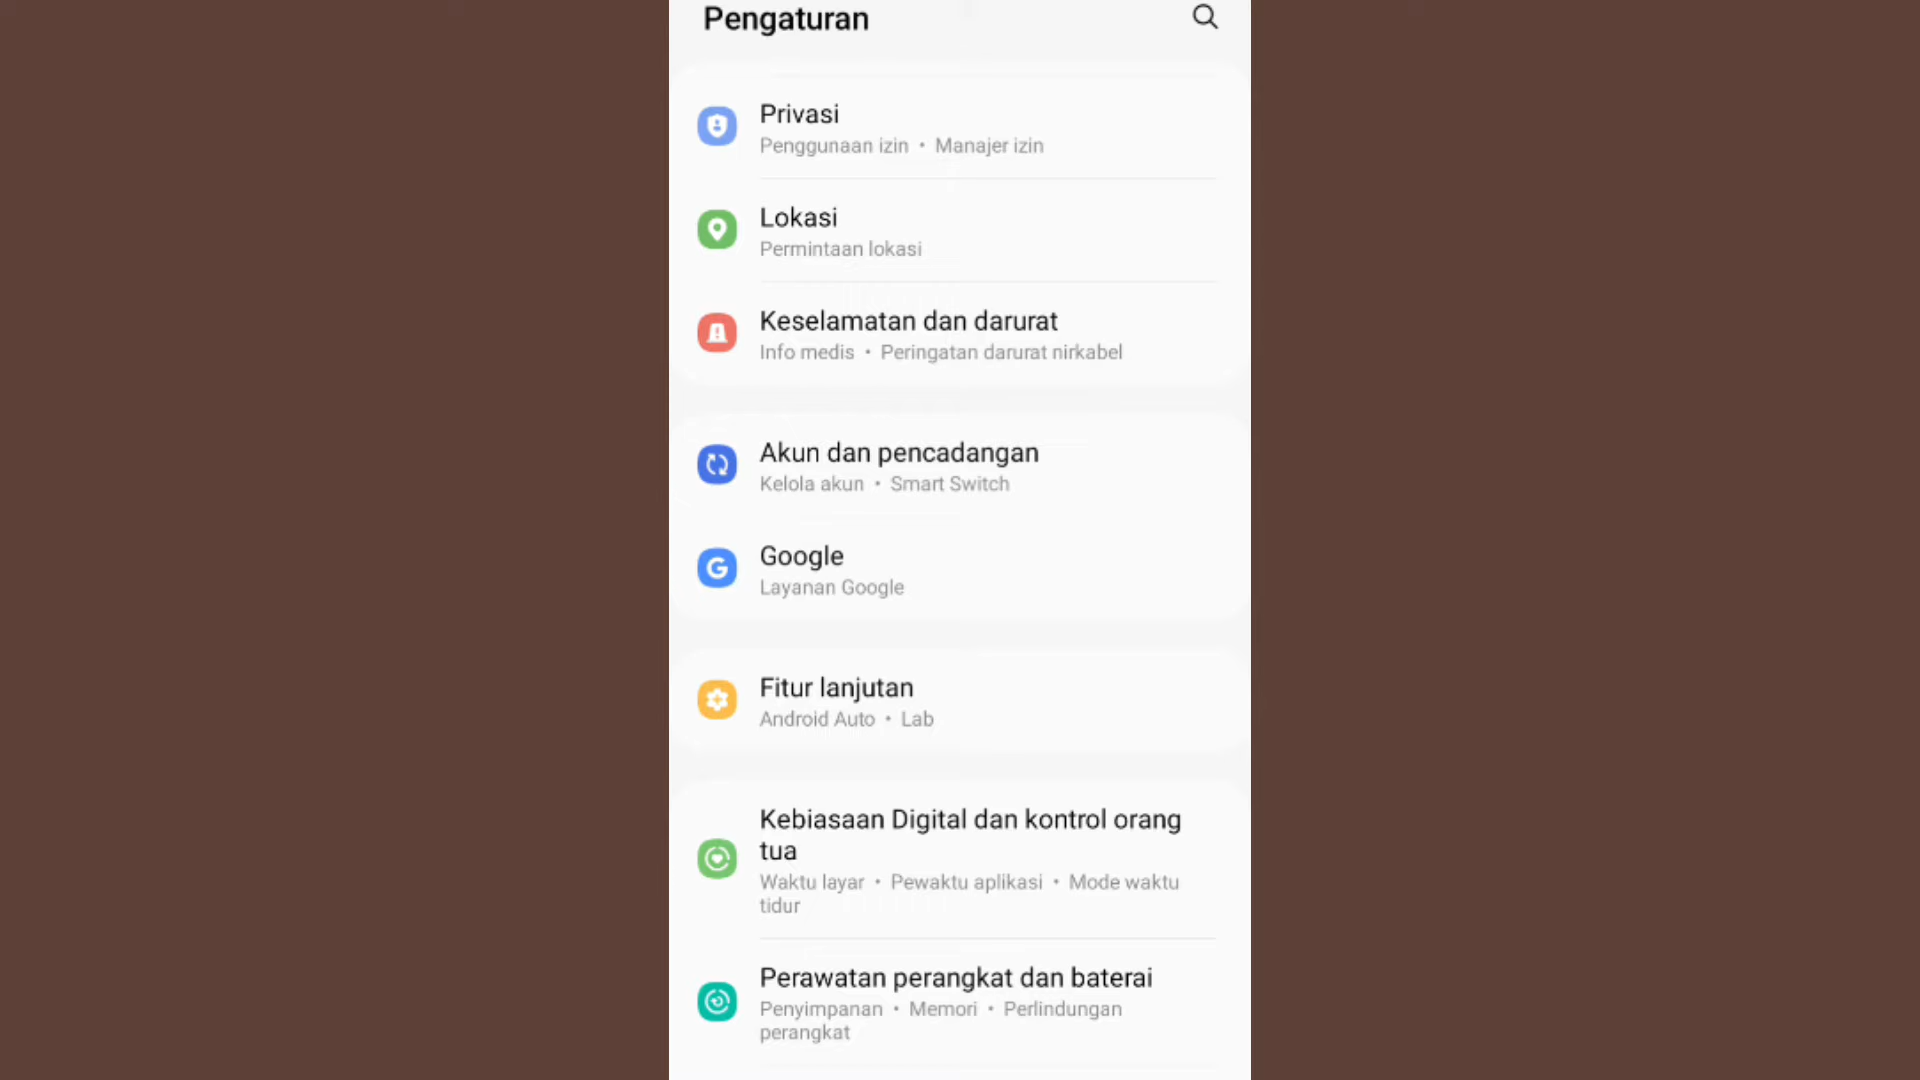 Pengaturan
Privasi
Penggunaan izin • Manajer izin
Lokasi
Permintaan lokasi
Keselamatan dan darurat
Info medis • Peringatan darurat nirkabel
Akun dan pencadangan
Kelola akun • Smart Switch
Google
Layanan Google
Fitur lanjutan
Android Auto • Lab
Kebiasaan Digital dan kontrol orang
tua
Waktu layar • Pewaktu aplikasi • Mode waktu
tidur
Perawatan perangkat dan baterai
Penyimpanan • Memori • Perlindungan
perangkat